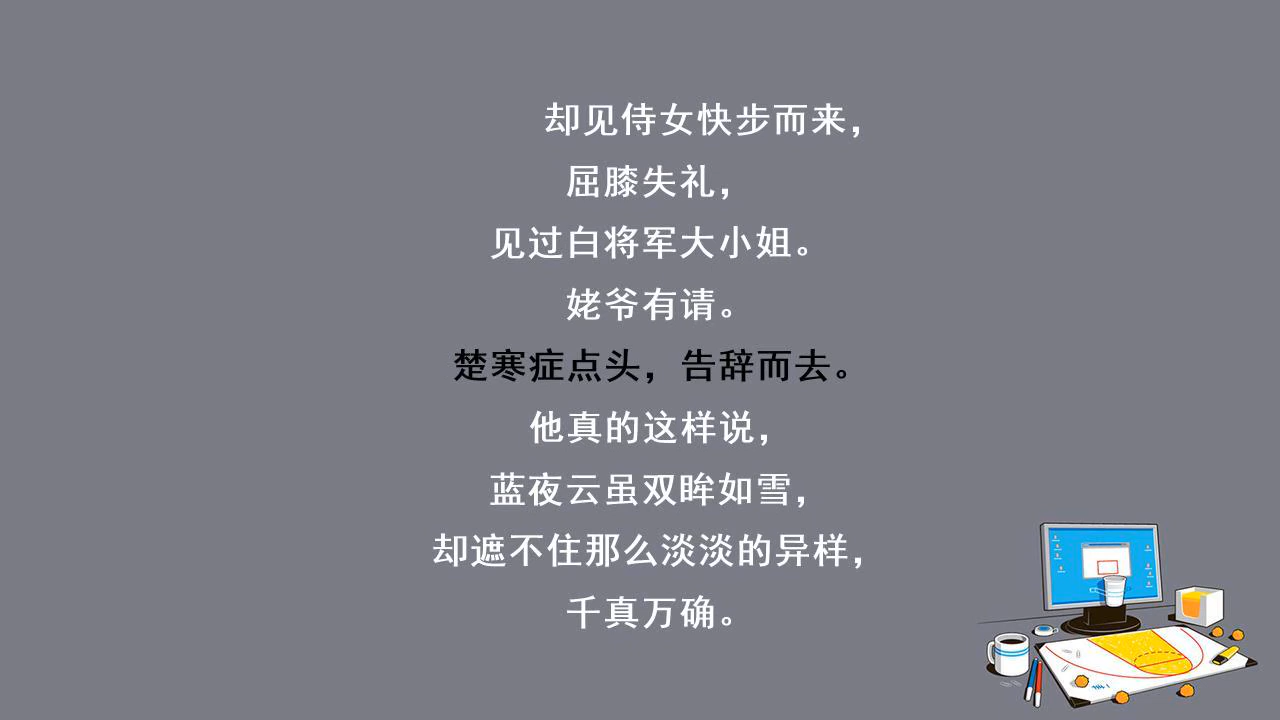 却见侍女快步而来，
屈膝失礼，
见过白将军大小姐。
姥爷有请。
楚寒症点头，告辞而去。
他真的这样说，
蓝夜云虽双眸如雪，
却遮不住那么淡淡的异样，
千真万确。